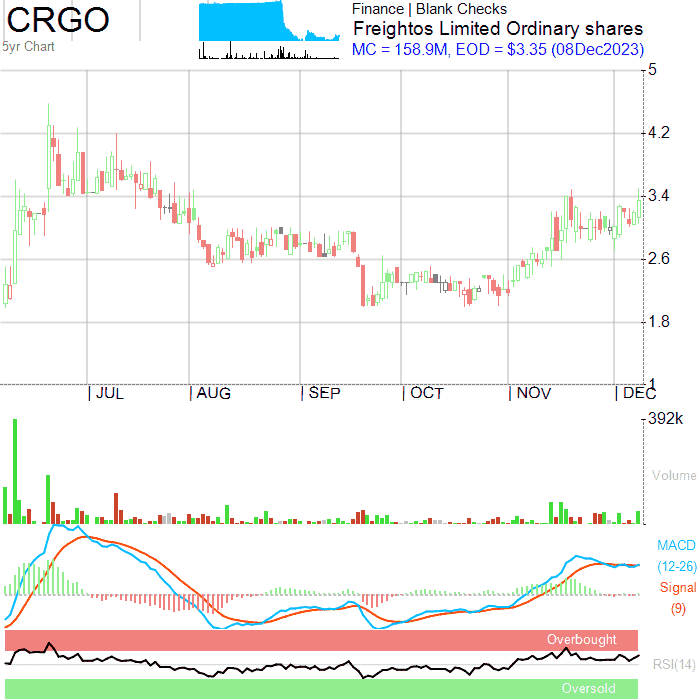 CRGO
5yr Chart
Finance | Blank Checks
Freightos Limited Ordinary shares
MC = 158.9M, EOD = $3.35 (08Dec2023)
5
4.2
3.4
2.6
1.8
1
| JUL | AUG | SEP | OCT | NOV | DEC
392k
Volume
MACD
(12-26)
Signal
(9)
Overbought
RSI(14)
Oversold